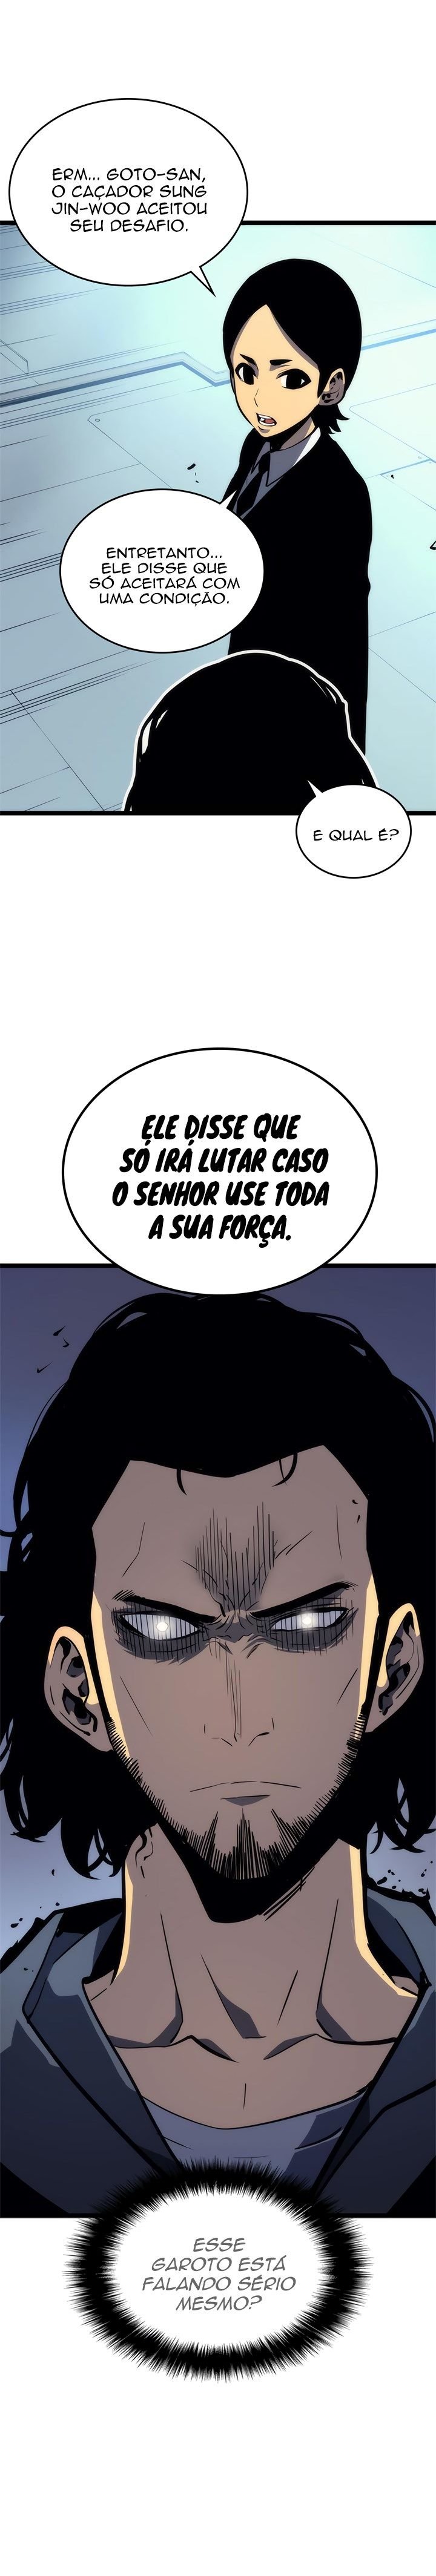 ERM... GOTO-SAN,
O CAÇADOR SUNG
JIN-WOO ACEITOU
SEU DESAFIO.
ENTRETANTO...
ELE DISSE QUE
SÓ ACEITARÁ COM
UMA CONDIÇÃO.
E QUAL É?
ELE DISSE QUE
SÓ IRÁ LUTAR CASO
O SENHOR USE TODA
A SUA FORÇA.
ESSE
GAROTO ESTÁ
FALANDO SÉRIO
MESMO?